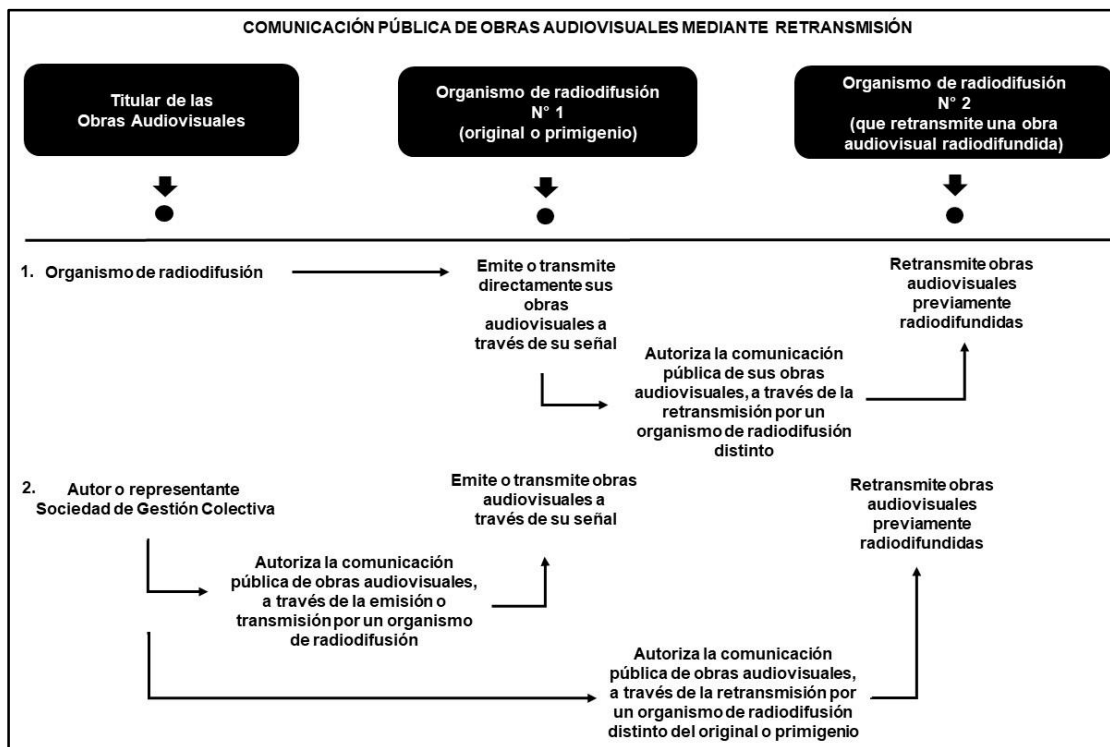 COMUNICACIÓN PÚBLICA DE OBRAS AUDIOVISUALES MEDIANTE RETRANSMISIÓN
Titular de las
Obras Audiovisuales
Organismo de radiodifusión
N° 1
(original o primigenio)
Organismo de radiodifusión
N° 2
(que retransmite una obra
audiovisual radiodifundida)
1. Organismo de radiodifusión
Emite o transmite
directamente sus
obras
audiovisuales a
través de su señal
Autoriza la comunicación
pública de sus obras
audiovisuales, a través de la
retransmisión por un
organismo de radiodifusión
distinto
Retransmite obras
audiovisuales
previamente
radiodifundidas
2. Autor o representante
Sociedad de Gestión Colectiva
Autoriza la comunicación
pública de obras audiovisuales,
a través de la emisión o
transmisión por un organismo
de radiodifusión
Emite o transmite obras
audiovisuales a
través de su señal
Autoriza la comunicación
pública de obras audiovisuales,
a través de la retransmisión por
un organismo de radiodifusión
distinto del original o primigenio
Retransmite obras
audiovisuales
previamente
radiodifundidas